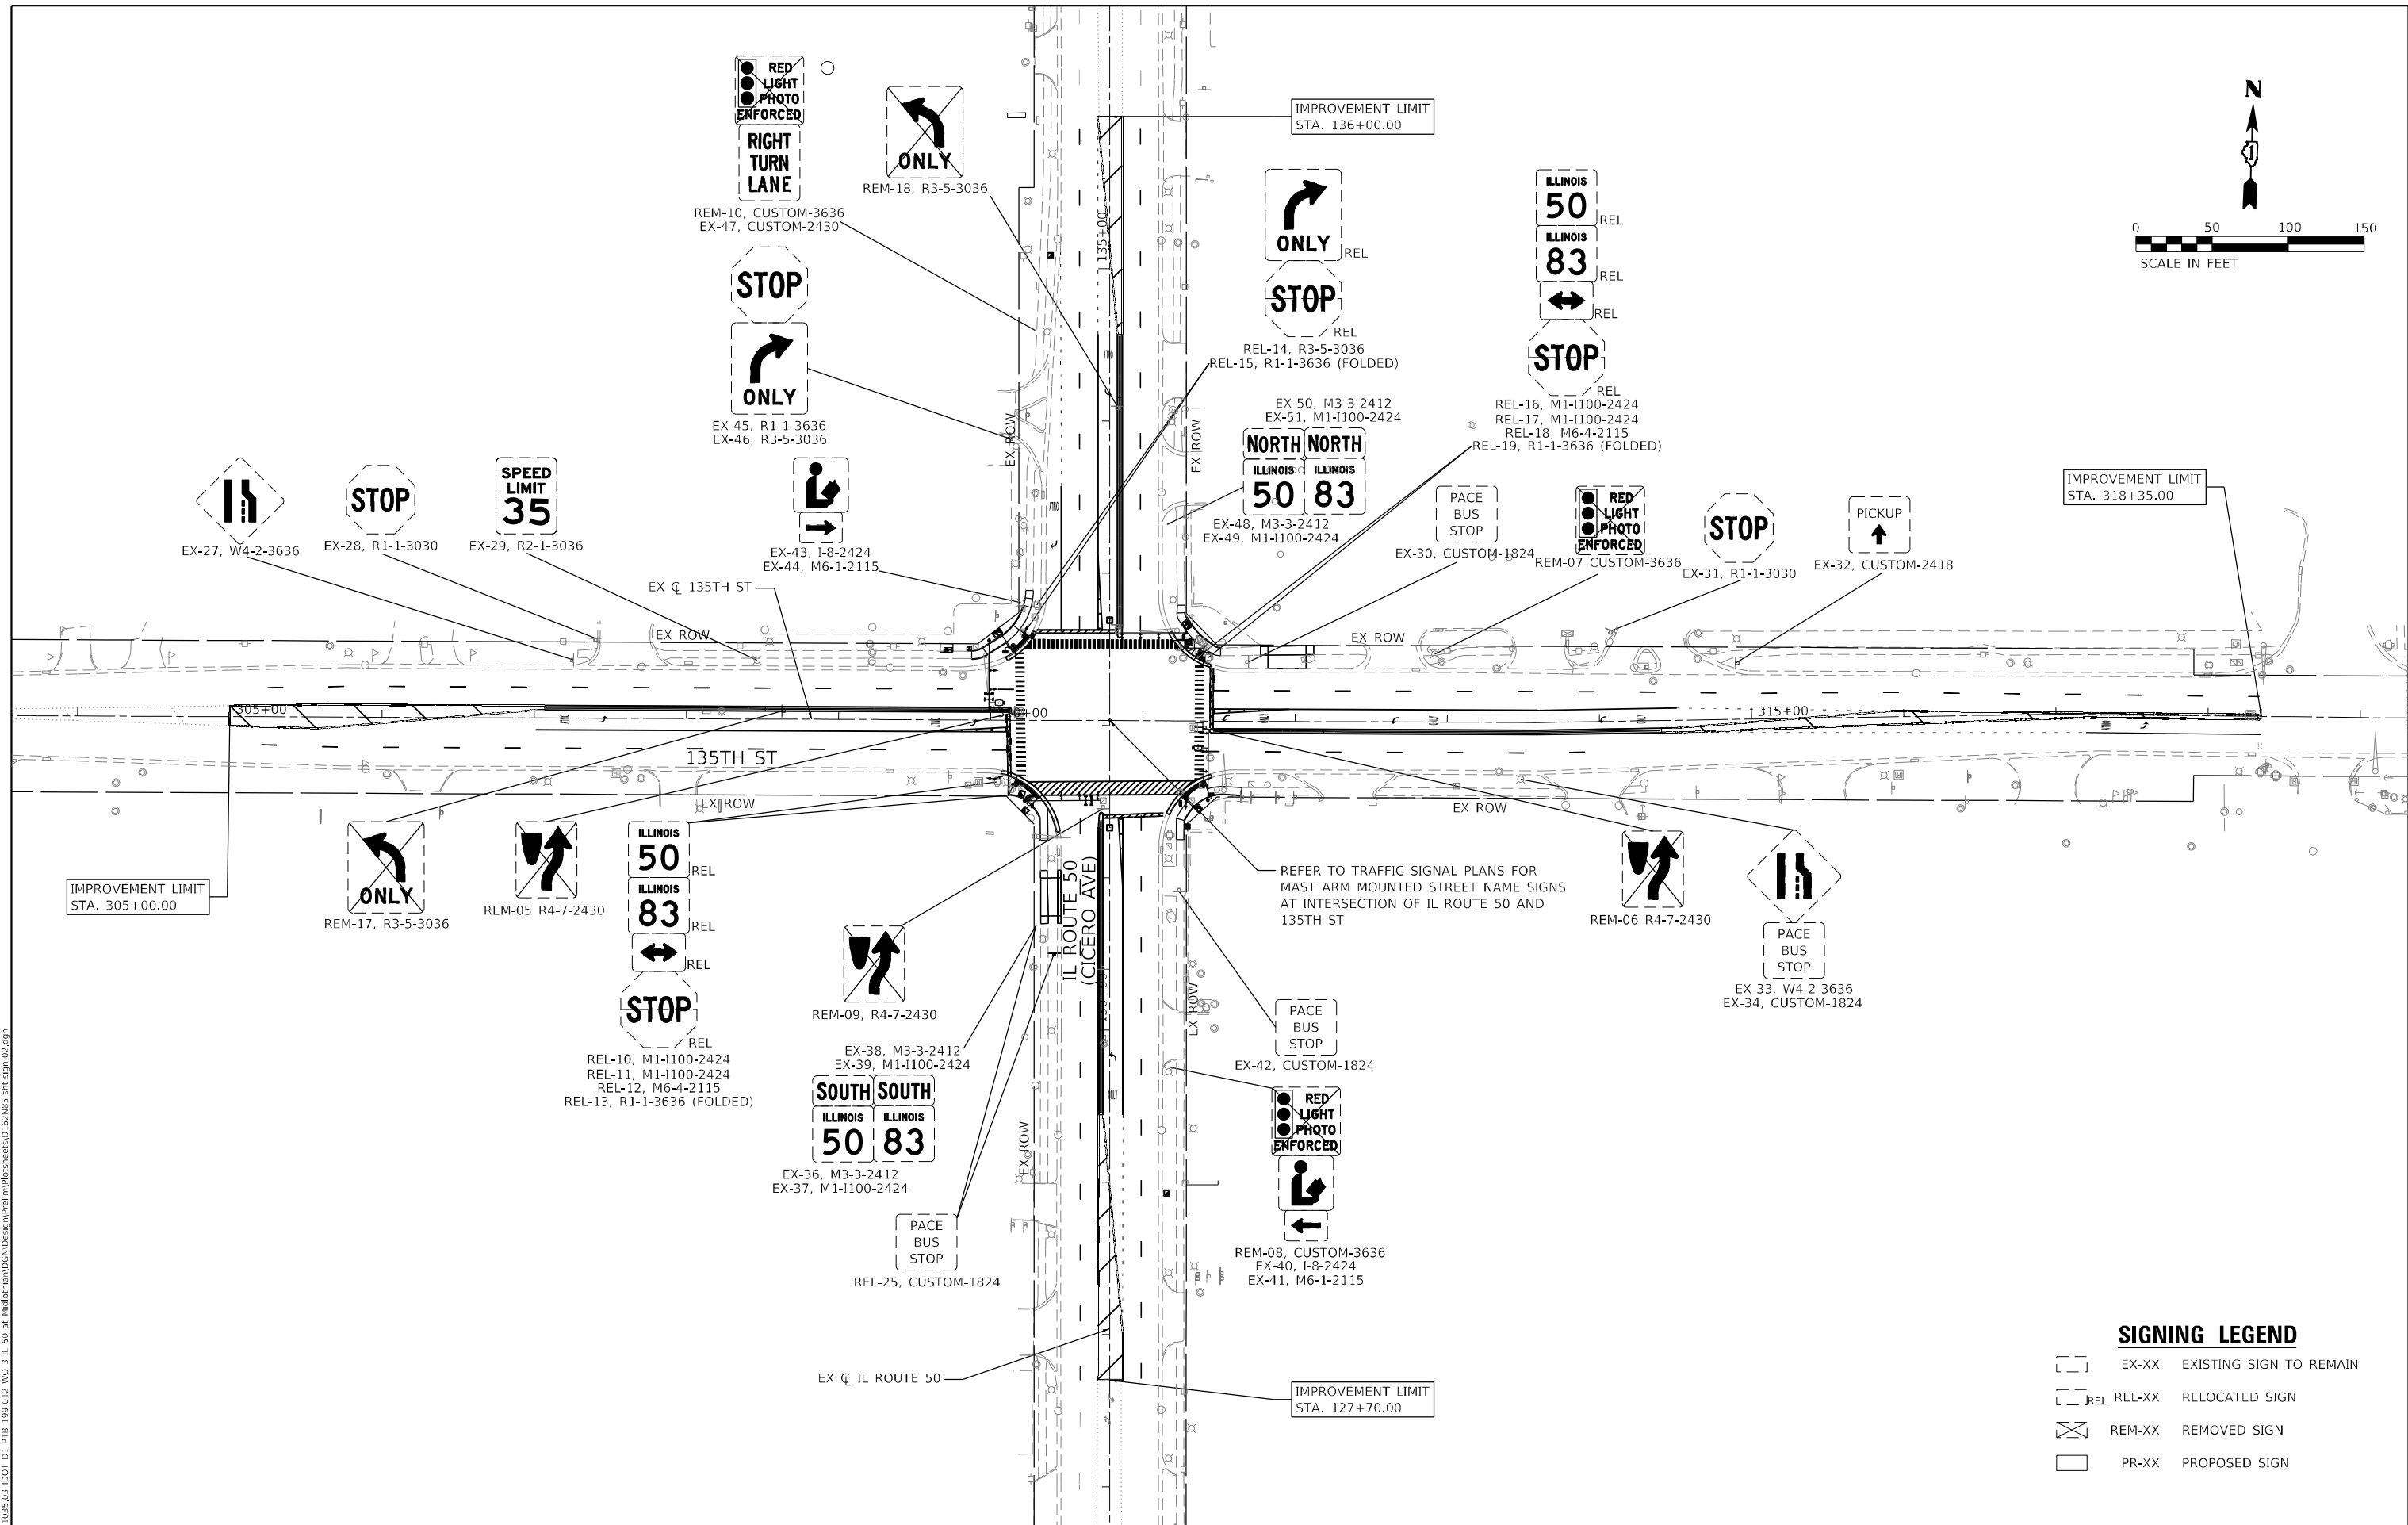 RED
LIGHT
PHOTO
ENFORCED
RIGHT
TURN
LANE
REM-10, CUSTOM-3636
EX-47, CUSTOM-2430
ONLY
REM-18, R3-5-3036
IMPROVEMENT LIMIT
STA. 136+00.00
N
0 50 100 150
SCALE IN FEET
STOP
ONLY
EX-45, R1-1-3636
EX-46, R3-5-3036
135+00
ONLY
REL
STOP
REL
REL-14, R3-5-3036
REL-15, R1-1-3636 (FOLDED)
ILLINOIS
50
REL
ILLINOIS
83
REL
REL
STOP
REL
REL-16, M1-I100-2424
REL-17, M1-I100-2424
REL-18, M6-4-2115
REL-19, R1-1-3636 (FOLDED)
EX-50, M3-3-2412
EX-51, M1-I100-2424
NORTH NORTH
ILLINOIS ILLINOIS
50 83
EX-48, M3-3-2412
EX-49, M1-I100-2424
EX ROW
EX ROW
EX-27, W4-2-3636
STOP
EX-28, R1-1-3030
SPEED
LIMIT
35
EX-29, R2-1-3036
EX-43, I-8-2424
EX-44, M6-1-2115
PACE
BUS
STOP
EX-30, CUSTOM-1824
RED
LIGHT
PHOTO
ENFORCED
REM-07 CUSTOM-3636
STOP
EX-31, R1-1-3030
PICKUP
EX-32, CUSTOM-2418
IMPROVEMENT LIMIT
STA. 318+35.00
EX ℄ 135TH ST
EX ROW
EX ROW
305+00
315+00
135TH ST
EX ROW
EX ROW
IMPROVEMENT LIMIT
STA. 305+00.00
ONLY
REM-17, R3-5-3036
REM-05 R4-7-2430
ILLINOIS
50
REL
ILLINOIS
83
REL
REL
STOP
REL
REL-10, M1-I100-2424
REL-11, M1-I100-2424
REL-12, M6-4-2115
REL-13, R1-1-3636 (FOLDED)
REM-09, R4-7-2430
IL ROUTE 50
(CICERO AVE)
130+00
EX ROW
EX ROW
REFER TO TRAFFIC SIGNAL PLANS FOR
MAST ARM MOUNTED STREET NAME SIGNS
AT INTERSECTION OF IL ROUTE 50 AND
135TH ST
REM-06 R4-7-2430
PACE
BUS
STOP
EX-33, W4-2-3636
EX-34, CUSTOM-1824
EX-38, M3-3-2412
EX-39, M1-I100-2424
SOUTH SOUTH
ILLINOIS ILLINOIS
50 83
EX-36, M3-3-2412
EX-37, M1-I100-2424
PACE
BUS
STOP
REL-25, CUSTOM-1824
PACE
BUS
STOP
EX-42, CUSTOM-1824
RED
LIGHT
PHOTO
ENFORCED
REM-08, CUSTOM-3636
EX-40, I-8-2424
EX-41, M6-1-2115
EX ℄ IL ROUTE 50
IMPROVEMENT LIMIT
STA. 127+70.00
SIGNING LEGEND
EX-XX EXISTING SIGN TO REMAIN
REL REL-XX RELOCATED SIGN
REM-XX REMOVED SIGN
PR-XX PROPOSED SIGN